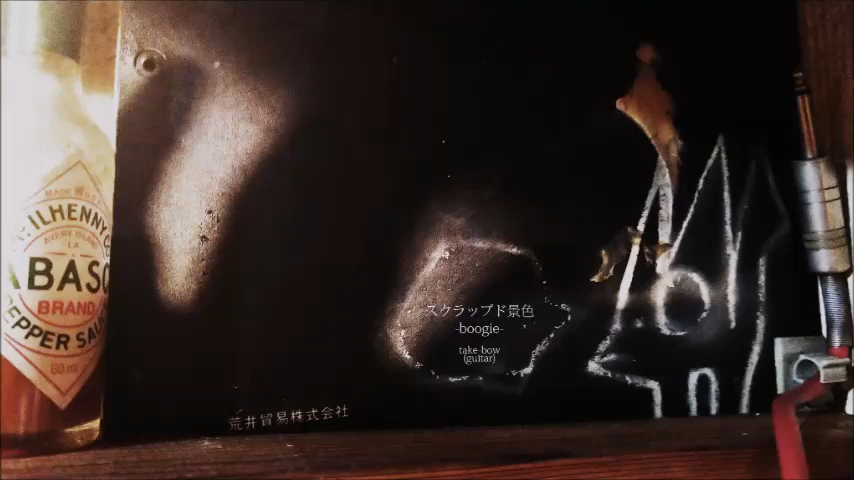 MADE IN U.S.A.
McILHENNY CO.
AVERY ISLAND
LA
TABASCO
BRAND
PEPPER SAUCE
60 ml
スクラップド景色
-boogie-
take-bow
(guitar)
荒井貿易株式会社